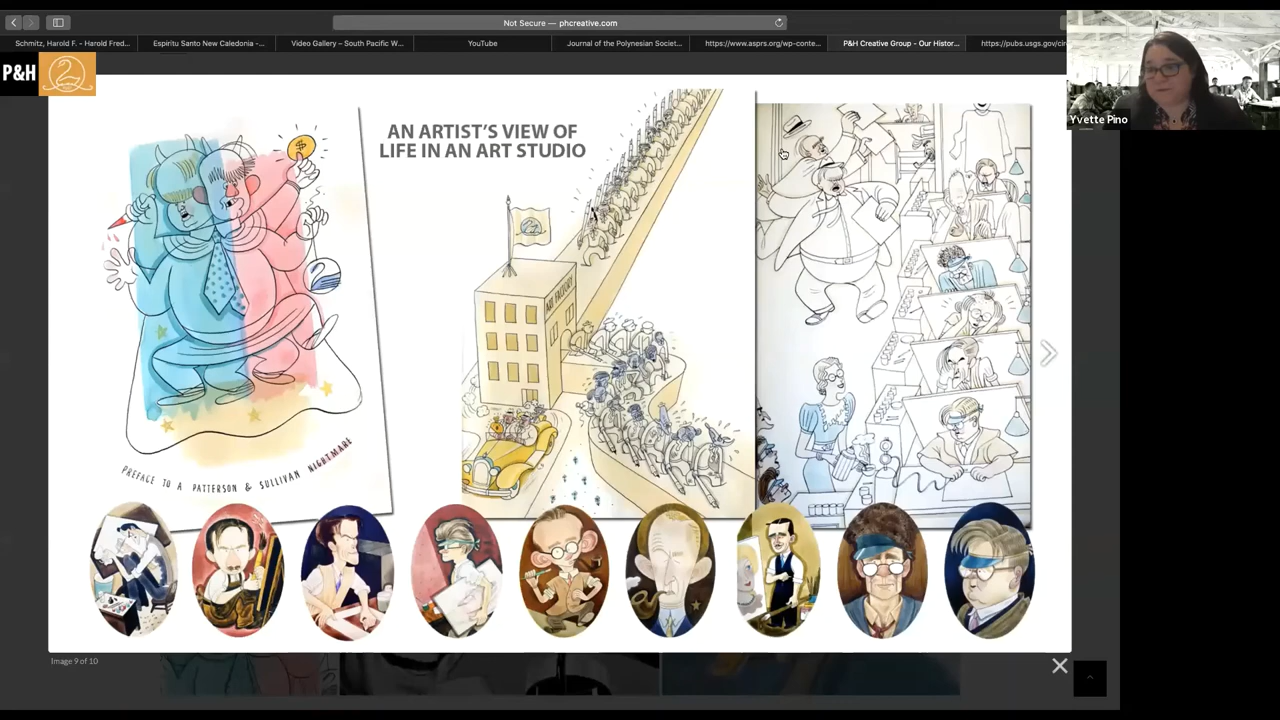 Not Secure — phcreative.com
Schmitz, Harold F. - Harold Fred...
Espiritu Santo New Caledonia -...
Video Gallery – South Pacific W...
YouTube
Journal of the Polynesian Societ...
https://www.asprs.org/wp-conte...
P&H Creative Group - Our Histor...
https://pubs.usgs.gov/cir
P&H
Yvette Pino
AN ARTIST'S VIEW OF
LIFE IN AN ART STUDIO
$
ART FACTORY
PREFACE TO A PATTERSON & SULLIVAN NIGHTMARE
Image 9 of 10